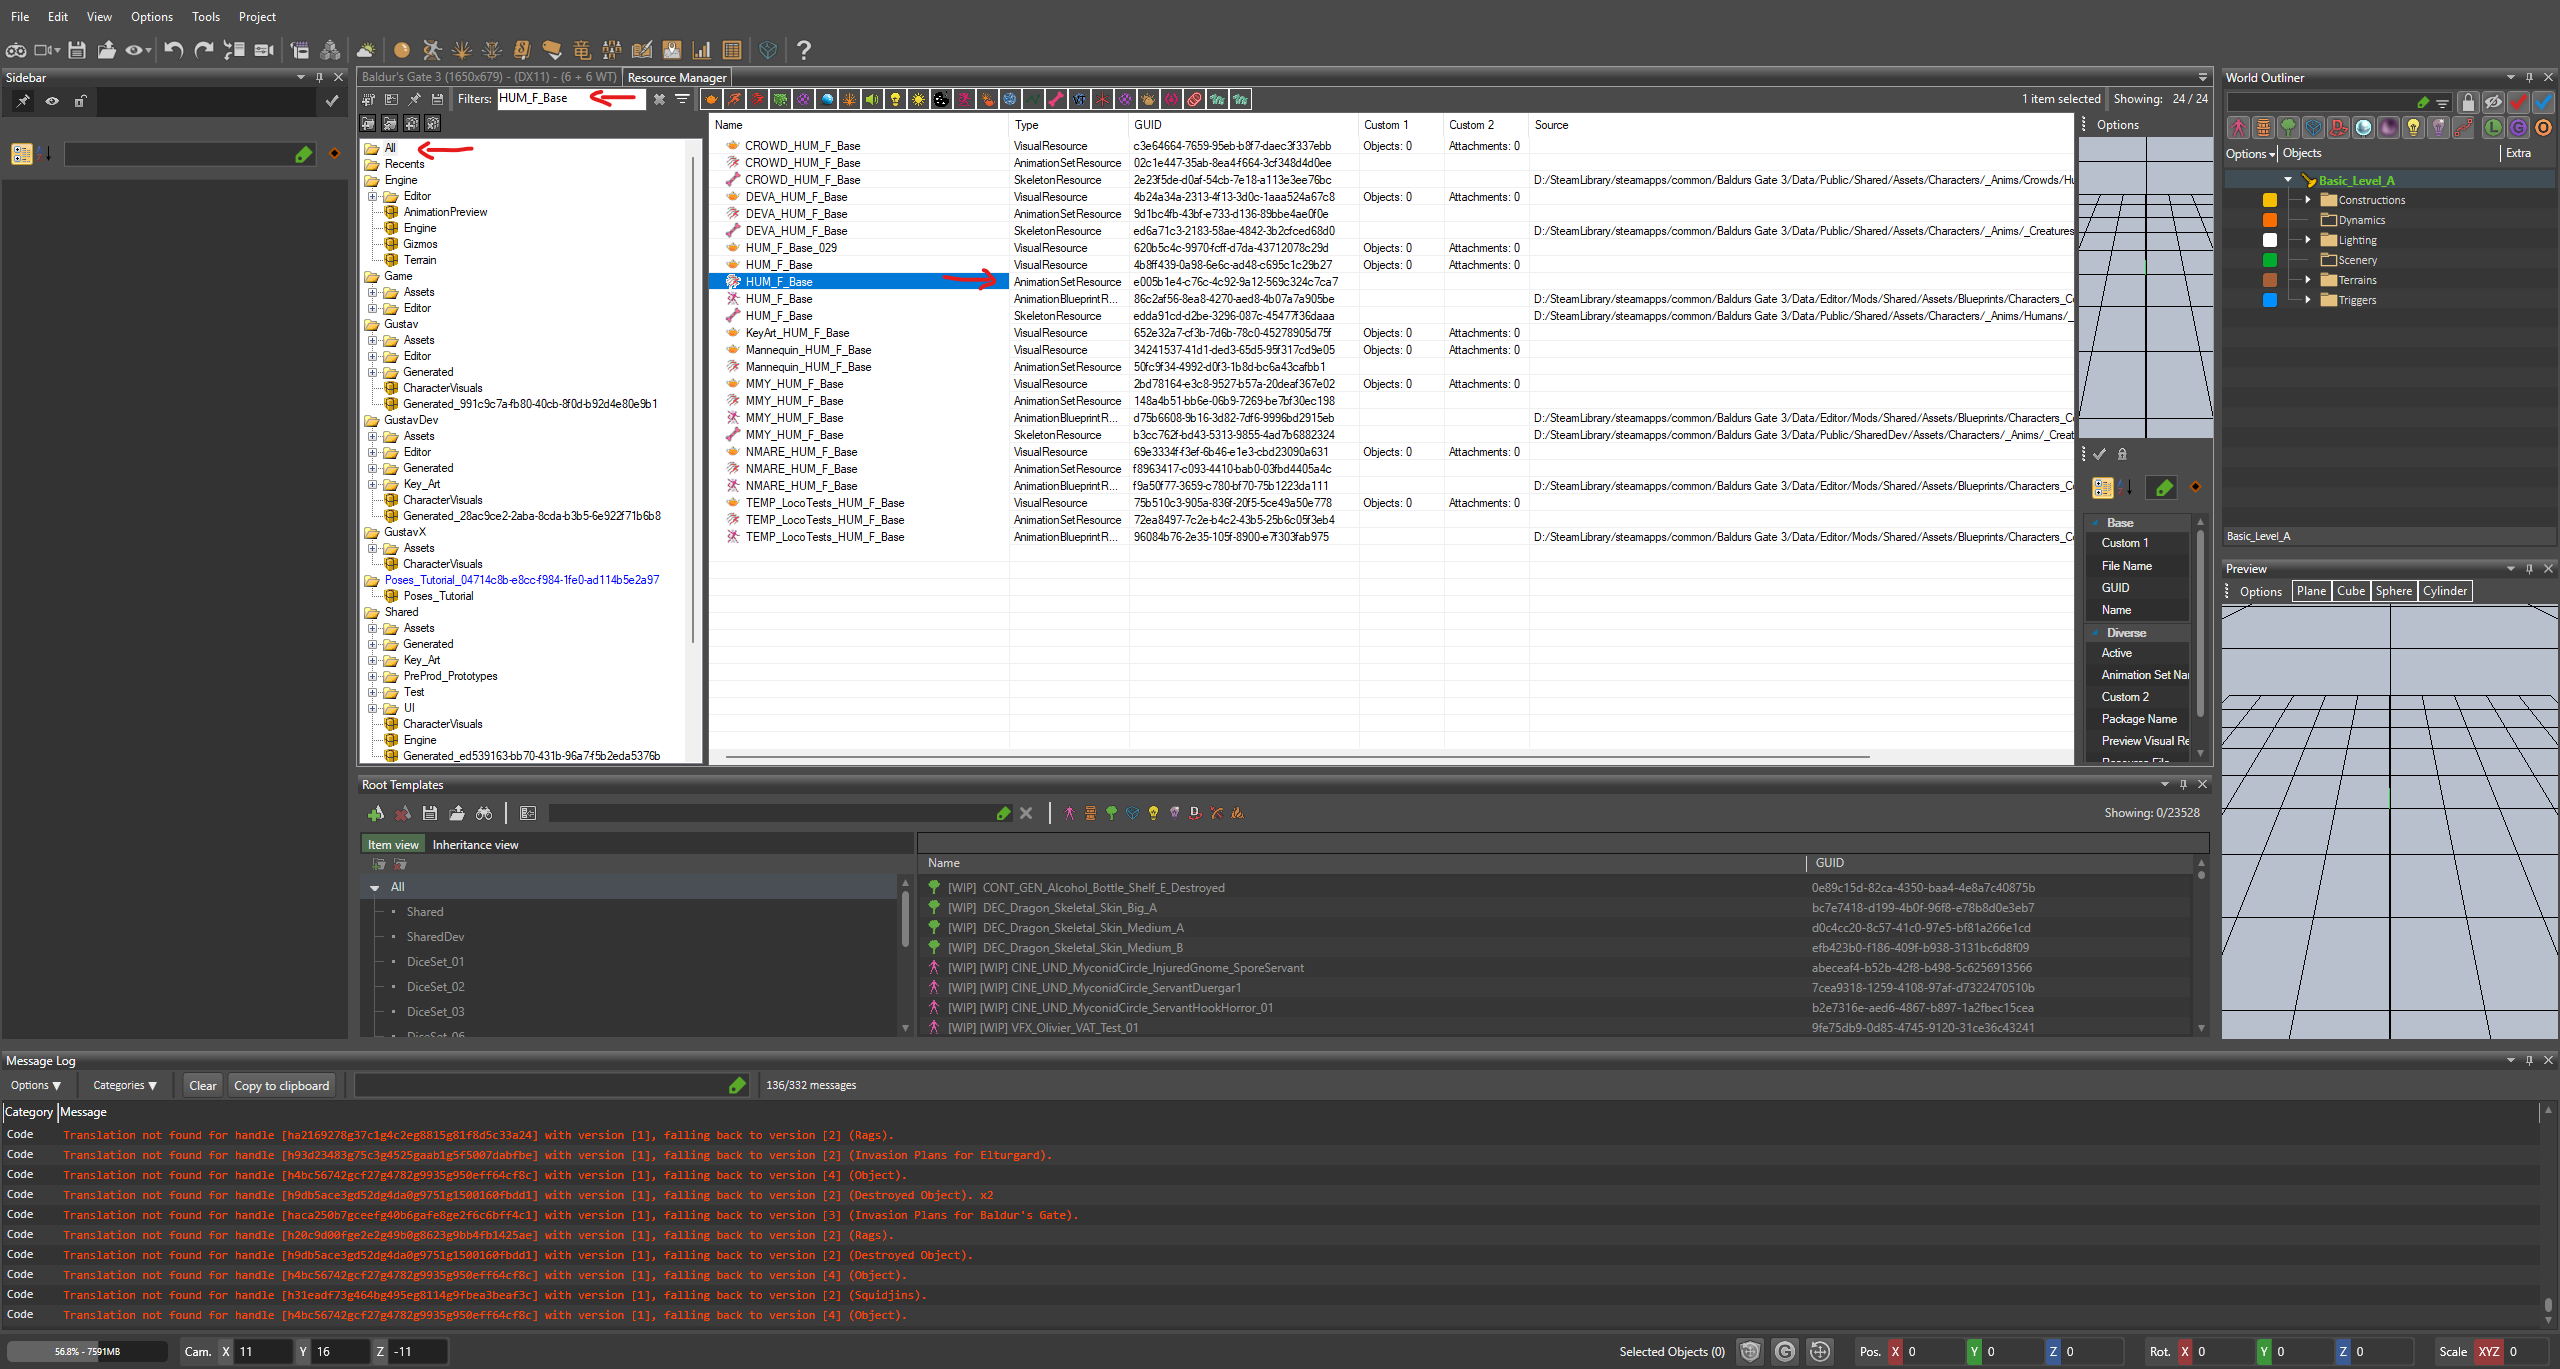 File Edit View Options Tools Project
Sidebar
Baldur's Gate 3 (1650x679) - (DX11) - (6 + 6 WT) Resource Manager
World Outliner
Filters: HUM_F_Base 1 item selected Showing: 24 / 24
Options
Options Objects Extra
Basic_Level_A
Constructions
Dynamics
Lighting
Scenery
Terrains
Triggers
Basic_Level_A
All
Recents
Engine
Editor
AnimationPreview
Engine
Gizmos
Terrain
Game
Assets
Editor
Gustav
Assets
Editor
Generated
CharacterVisuals
Generated_991c9c7a-fb80-40cb-8f0d-b92d4e80e9b1
GustavDev
Assets
Editor
Generated
Key_Art
CharacterVisuals
Generated_28ac9ce2-2aba-8cda-b3b5-6e922f71b6b8
GustavX
Assets
CharacterVisuals
Poses_Tutorial_04714c8b-e8cc-f984-1fe0-ad114b5e2a97
Poses_Tutorial
Shared
Assets
Generated
Key_Art
PreProd_Prototypes
Test
UI
CharacterVisuals
Engine
Generated_ed539163-bb70-431b-96a7-f5b2eda5376b
Name Type GUID Custom 1 Custom 2 Source
CROWD_HUM_F_Base VisualResource c3e64664-7659-95eb-b8f7-daec3f337ebb Objects: 0 Attachments: 0
CROWD_HUM_F_Base AnimationSetResource 02c1e447-35ab-8ea4-f664-3cf348d4d0ee
CROWD_HUM_F_Base SkeletonResource 2e23f5de-d0af-54cb-7e18-a113e3ee76bc D:/SteamLibrary/steamapps/common/Baldurs Gate 3/Data/Public/Shared/Assets/Characters/_Anims/Crowds/Hu
DEVA_HUM_F_Base VisualResource 4b24a34a-2313-4f13-3d0c-1aaa524a67c8 Objects: 0 Attachments: 0
DEVA_HUM_F_Base AnimationSetResource 9d1bc4fb-43bf-e733-d136-89bbe4ae0f0e
DEVA_HUM_F_Base SkeletonResource ed6a71c3-2183-58ae-4842-3b2cfced68d0 D:/SteamLibrary/steamapps/common/Baldurs Gate 3/Data/Public/Shared/Assets/Characters/_Anims/_Creatures
HUM_F_Base_029 VisualResource 620b5c4c-9970-fcff-d7da-43712078c29d Objects: 0 Attachments: 0
HUM_F_Base VisualResource 4b8ff439-0a98-6e6c-ad48-c695c1c29b27 Objects: 0 Attachments: 0
HUM_F_Base AnimationSetResource e005b1e4-c76c-4c92-9a12-569c324c7ca7
HUM_F_Base AnimationBlueprintR... 86c2af56-8ea8-4270-aed8-4b07a7a905be D:/SteamLibrary/steamapps/common/Baldurs Gate 3/Data/Editor/Mods/Shared/Assets/Blueprints/Characters_C
HUM_F_Base SkeletonResource edda91cd-d2be-3296-087c-45477f36daaa D:/SteamLibrary/steamapps/common/Baldurs Gate 3/Data/Public/Shared/Assets/Characters/_Anims/Humans/_
KeyArt_HUM_F_Base VisualResource 652e32a7-cf3b-7d6b-78c0-45278905d75f Objects: 0 Attachments: 0
Mannequin_HUM_F_Base VisualResource 34241537-41d1-ded3-65d5-95f317cd9e05 Objects: 0 Attachments: 0
Mannequin_HUM_F_Base AnimationSetResource 50fc9f34-4992-d0f3-1b8d-bc6a43cafbb1
MMY_HUM_F_Base VisualResource 2bd78164-e3c8-9527-b57a-20deaf367e02 Objects: 0 Attachments: 0
MMY_HUM_F_Base AnimationSetResource 148a4b51-bb6e-06b9-7269-be7bf30ec198
MMY_HUM_F_Base AnimationBlueprintR... d75b6608-9b16-3d82-7df6-9996bd2915eb D:/SteamLibrary/steamapps/common/Baldurs Gate 3/Data/Editor/Mods/Shared/Assets/Blueprints/Characters_C
MMY_HUM_F_Base SkeletonResource b3cc762f-bd43-5313-9855-4ad7b6882324 D:/SteamLibrary/steamapps/common/Baldurs Gate 3/Data/Public/SharedDev/Assets/Characters/_Anims/_Creat
NMARE_HUM_F_Base VisualResource 69e3334f-f3ef-6b46-e1e3-cbd23090a631 Objects: 0 Attachments: 0
NMARE_HUM_F_Base AnimationSetResource f8963417-c093-4410-bab0-03fbd4405a4c
NMARE_HUM_F_Base AnimationBlueprintR... f9a50f77-3659-c780-bf70-75b1223da111 D:/SteamLibrary/steamapps/common/Baldurs Gate 3/Data/Editor/Mods/Shared/Assets/Blueprints/Characters_C
TEMP_LocoTests_HUM_F_Base VisualResource 75b510c3-905a-836f-20f5-5ce49a50e778 Objects: 0 Attachments: 0
TEMP_LocoTests_HUM_F_Base AnimationSetResource 72ea8497-7c2e-b4c2-43b5-25b6c05f3eb4
TEMP_LocoTests_HUM_F_Base AnimationBlueprintR... 96084b76-2e35-105f-8900-e7f303fab975 D:/SteamLibrary/steamapps/common/Baldurs Gate 3/Data/Editor/Mods/Shared/Assets/Blueprints/Characters_C
Base
Custom 1
File Name
GUID
Name
Diverse
Active
Animation Set Na
Custom 2
Package Name
Preview Visual Re
Preview
Options Plane Cube Sphere Cylinder
Root Templates
Showing: 0/23528
Item view Inheritance view
All
Shared
SharedDev
DiceSet_01
DiceSet_02
DiceSet_03
DiceSet_06
Name GUID
[WIP] CONT_GEN_Alcohol_Bottle_Shelf_E_Destroyed 0e89c15d-82ca-4350-baa4-4e8a7c40875b
[WIP] DEC_Dragon_Skeletal_Skin_Big_A bc7e7418-d199-4b0f-96f8-e78b8d0e3eb7
[WIP] DEC_Dragon_Skeletal_Skin_Medium_A d0c4cc20-8c57-41c0-97e5-bf81a266e1cd
[WIP] DEC_Dragon_Skeletal_Skin_Medium_B efb423b0-f186-409f-b938-3131bc6d8f09
[WIP] [WIP] CINE_UND_MyconidCircle_InjuredGnome_SporeServant abeceaf4-b52b-42f8-b498-5c6256913566
[WIP] [WIP] CINE_UND_MyconidCircle_ServantDuergar1 7cea9318-1259-4108-97af-d7322470510b
[WIP] [WIP] CINE_UND_MyconidCircle_ServantHookHorror_01 b2e7316e-aed6-4867-b897-1a2fbec15cea
[WIP] [WIP] VFX_Olivier_VAT_Test_01 9fe75db9-0d85-4745-9120-31ce36c43241
Message Log
Options Categories Clear Copy to clipboard 136/332 messages
Category Message
Code Translation not found for handle [ha2169278g37c1g4c2eg8815g81f8d5c33a24] with version [1], falling back to version [2] (Rags).
Code Translation not found for handle [h93d23483g75c3g4525gaab1g5f5007dabfbe] with version [1], falling back to version [2] (Invasion Plans for Elturgard).
Code Translation not found for handle [h4bc56742gcf27g4782g9935g950eff64cf8c] with version [1], falling back to version [4] (Object).
Code Translation not found for handle [h9db5ace3gd52dg4da0g9751g1500160fbdd1] with version [1], falling back to version [2] (Destroyed Object). x2
Code Translation not found for handle [haca250b7gceefg40b6gafe8ge2f6c6bff4c1] with version [1], falling back to version [3] (Invasion Plans for Baldur's Gate).
Code Translation not found for handle [h20c9d00fge2e2g49b0g8623g9bb4fb1425ae] with version [1], falling back to version [2] (Rags).
Code Translation not found for handle [h9db5ace3gd52dg4da0g9751g1500160fbdd1] with version [1], falling back to version [2] (Destroyed Object).
Code Translation not found for handle [h4bc56742gcf27g4782g9935g950eff64cf8c] with version [1], falling back to version [4] (Object).
Code Translation not found for handle [h31eadf73g464bg495eg8114g9fbea3beaf3c] with version [1], falling back to version [2] (Squidjins).
Code Translation not found for handle [h4bc56742gcf27g4782g9935g950eff64cf8c] with version [1], falling back to version [4] (Object).
56.8% - 7591MB Cam. X 11 Y 16 Z -11 Selected Objects (0) Pos. X 0 Y 0 Z 0 Rot. X 0 Y 0 Z 0 Scale XYZ 0